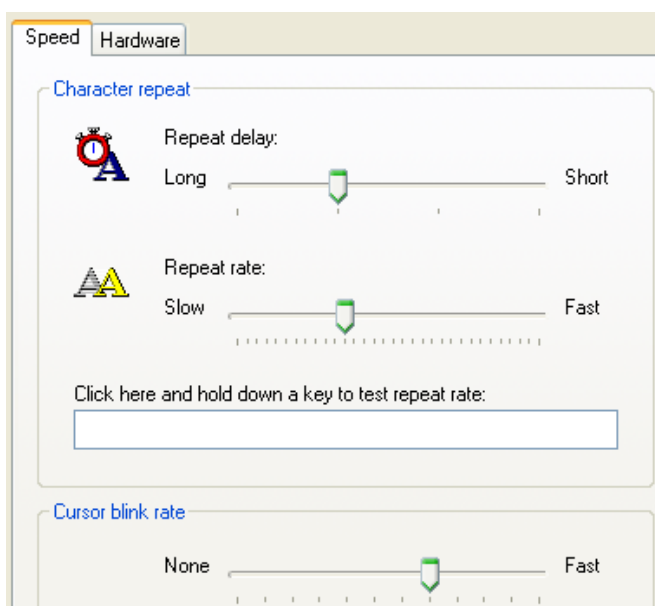 Speed Hardware
Character repeat
Repeat delay:
Long Short
Repeat rate:
Slow Fast
Click here and hold down a key to test repeat rate:
Cursor blink rate
None Fast